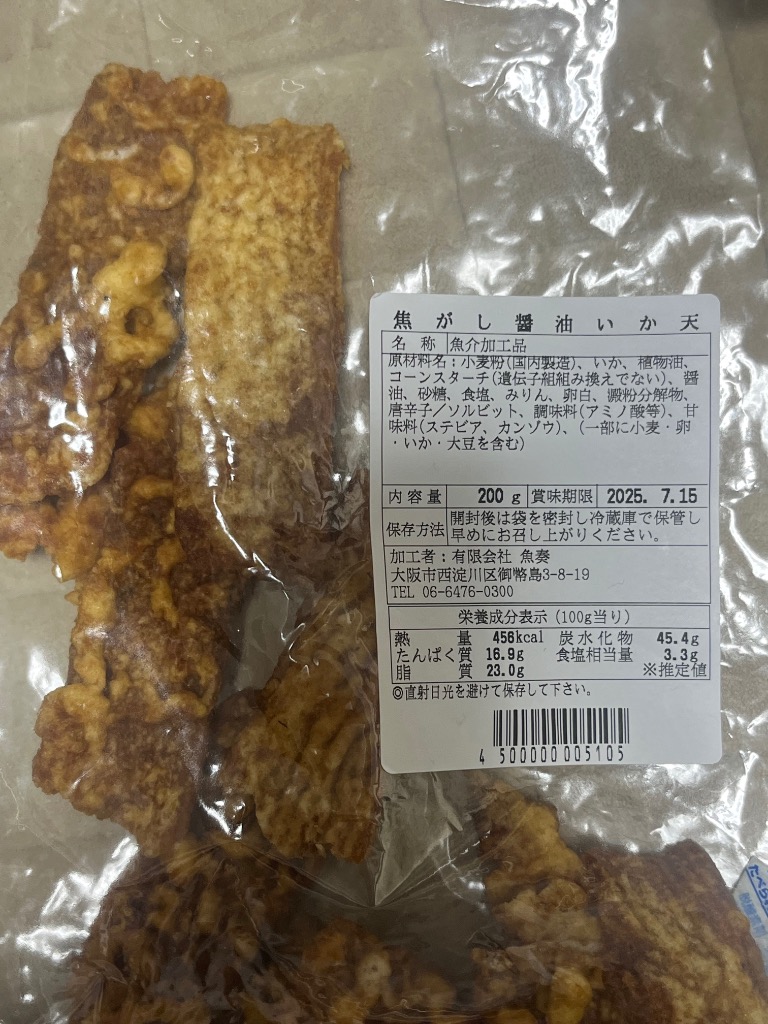 焦がし醤油いか天
名称 魚介加工品
原材料名:小麦粉(国内製造)、いか、植物油、
コーンスターチ(遺伝子組組み換えでない)、醤
油、砂糖、食塩、みりん、卵白、澱粉分解物、
唐辛子/ソルビット、調味料(アミノ酸等)、甘
味料(ステビア、カンゾウ)、(一部に小麦・卵
・いか・大豆を含む)
内容量 200g 賞味期限 2025. 7.15
保存方法 開封後は袋を密封し冷蔵庫で保管し
早めにお召し上がりください。
加工者:有限会社 魚奏
大阪市西淀川区御幣島3-8-19
TEL 06-6476-0300
栄養成分表示(100g当り)
熱量 456kcal 炭水化物 45.4g
たんぱく質 16.9g 食塩相当量 3.3g
脂質 23.0g ※推定値
◎直射日光を避けて保存して下さい。
4 500000 005105
たべら